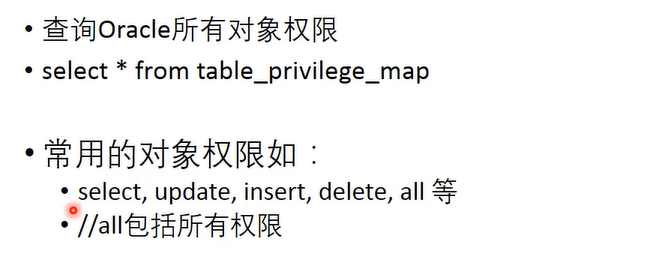 • 查询Oracle所有对象权限
• select * from table_privilege_map
• 常用的对象权限如：
• select, update, insert, delete, all 等
• //all包括所有权限